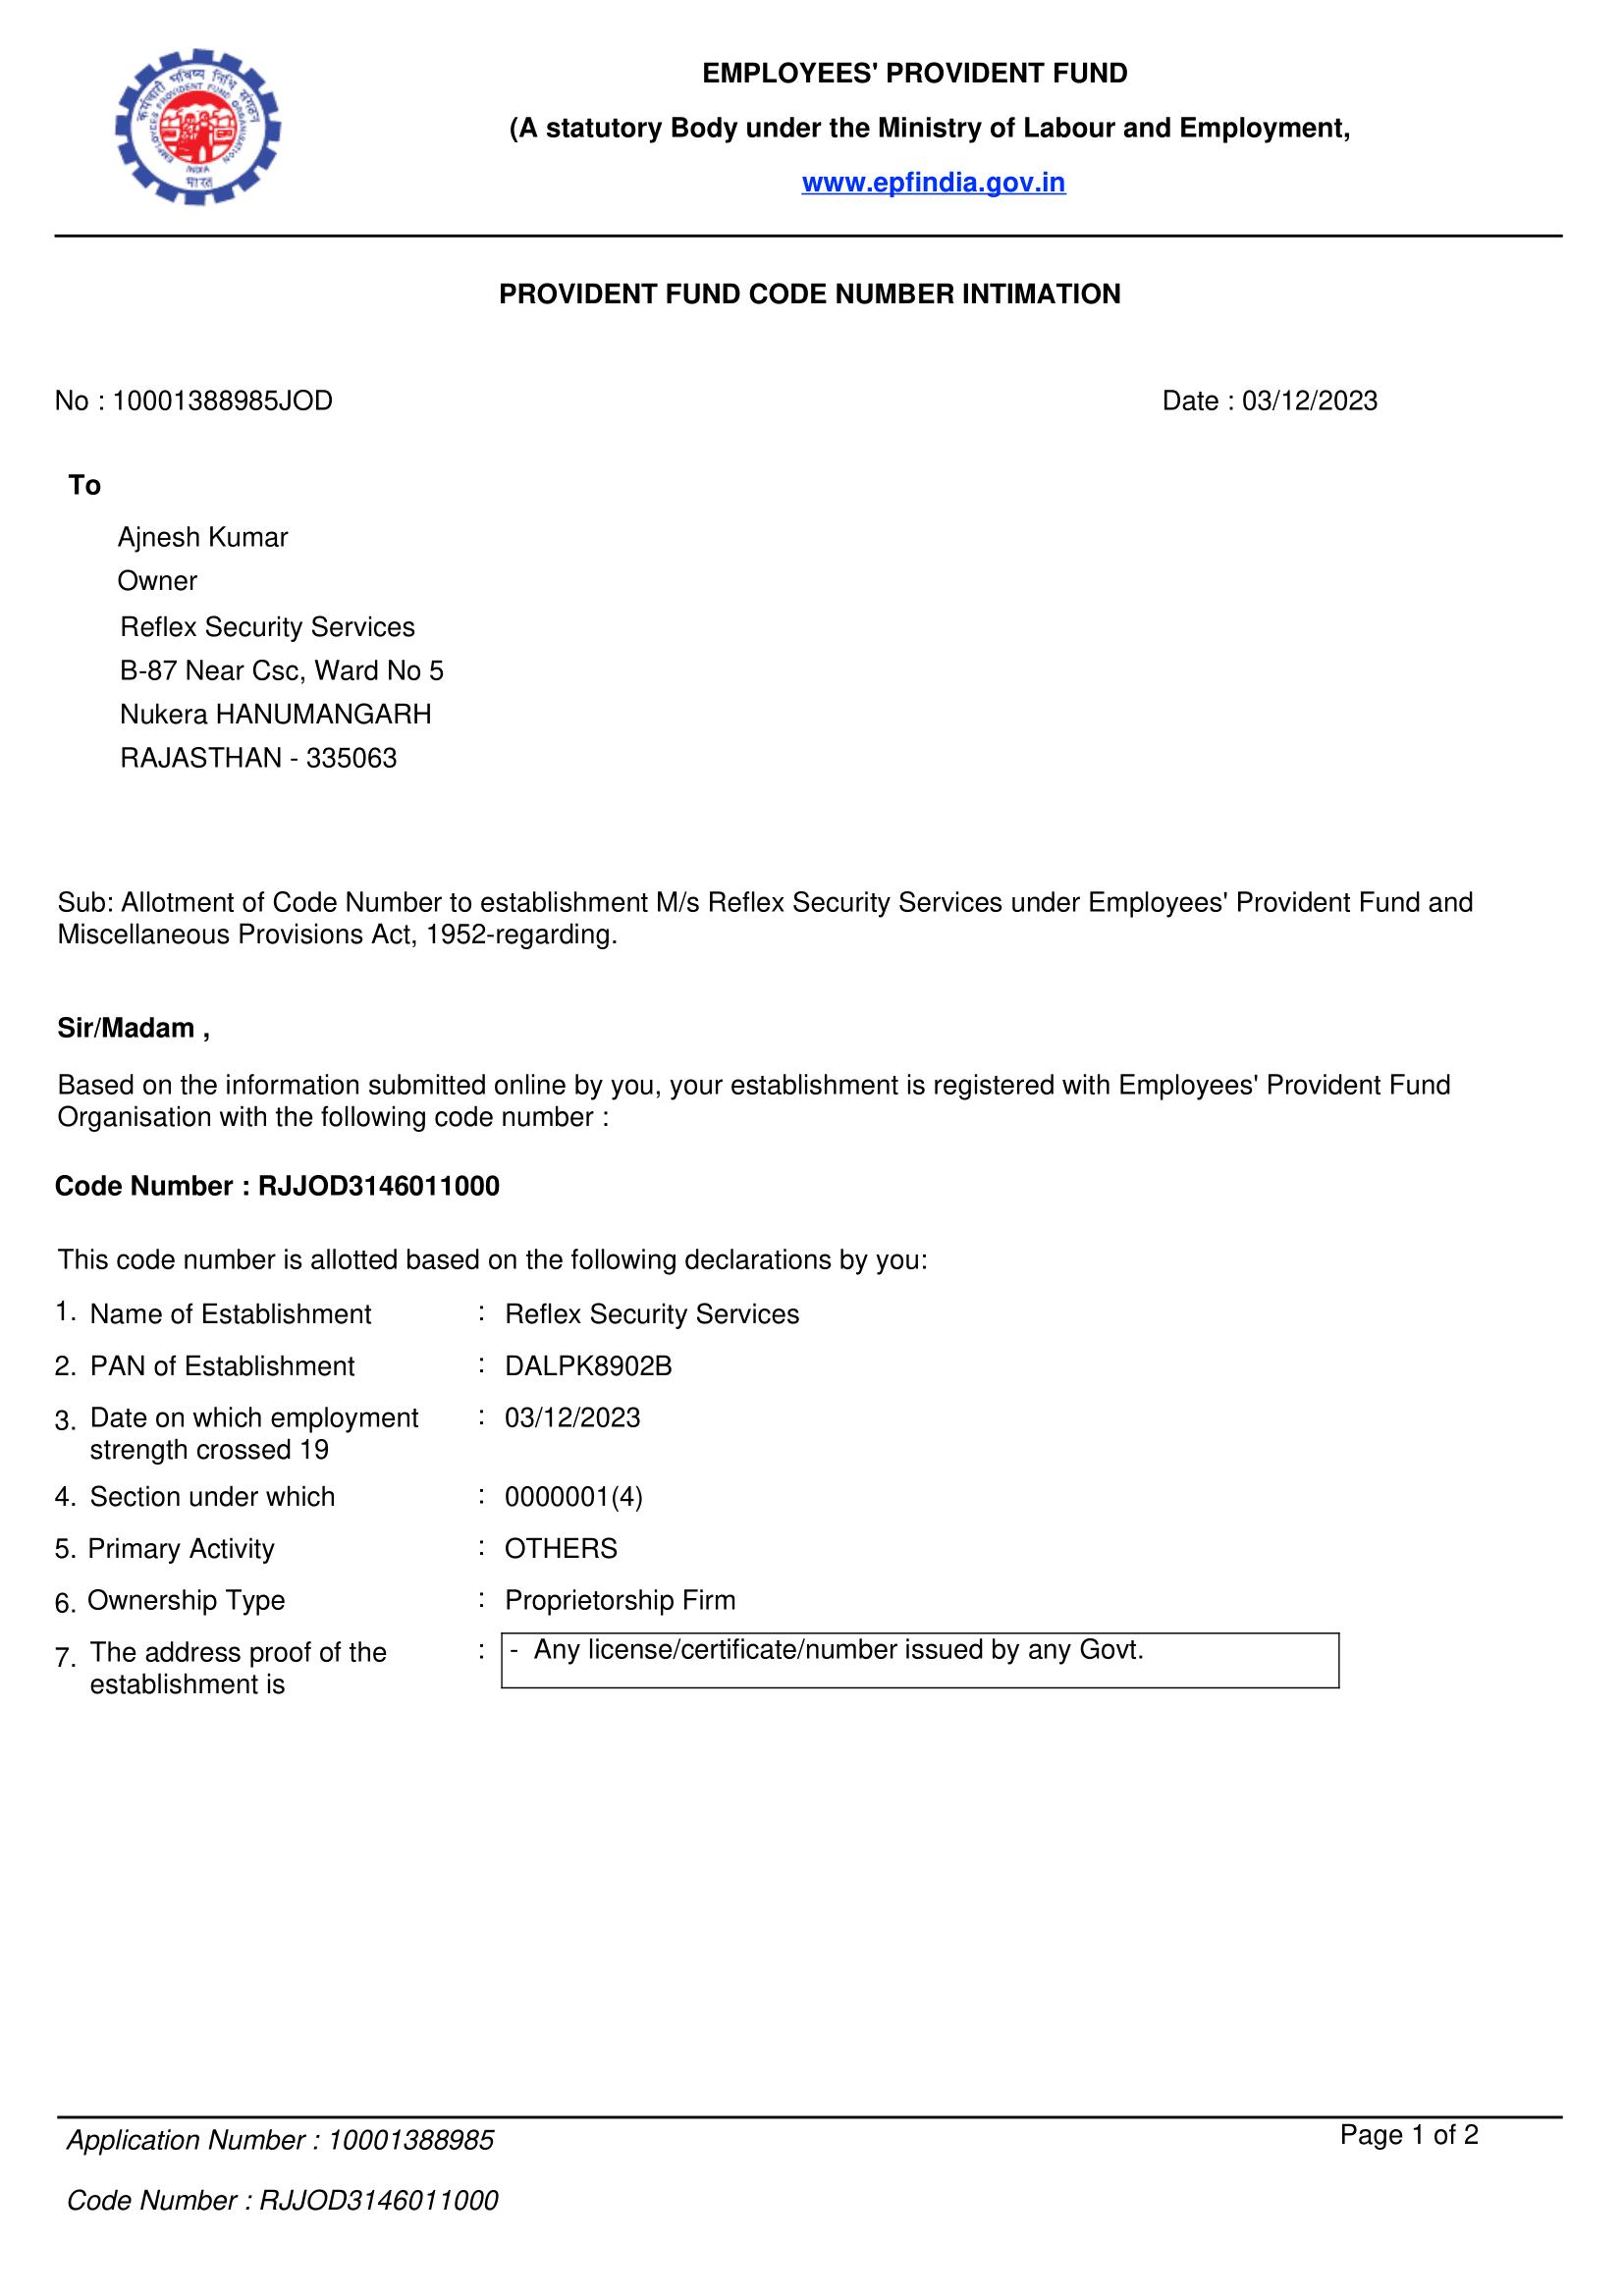 कर्मचारी भविष्य निधि संगठन
EMPLOYEES PROVIDENT FUND ORGANISATION
INDIA
भारत
EMPLOYEES' PROVIDENT FUND
(A statutory Body under the Ministry of Labour and Employment,
www.epfindia.gov.in
PROVIDENT FUND CODE NUMBER INTIMATION
No : 10001388985JOD Date : 03/12/2023
To
Ajnesh Kumar
Owner
Reflex Security Services
B-87 Near Csc, Ward No 5
Nukera HANUMANGARH
RAJASTHAN - 335063
Sub: Allotment of Code Number to establishment M/s Reflex Security Services under Employees' Provident Fund and
Miscellaneous Provisions Act, 1952-regarding.
Sir/Madam ,
Based on the information submitted online by you, your establishment is registered with Employees' Provident Fund
Organisation with the following code number :
Code Number : RJJOD3146011000
This code number is allotted based on the following declarations by you:
1. Name of Establishment : Reflex Security Services
2. PAN of Establishment : DALPK8902B
3. Date on which employment : 03/12/2023
strength crossed 19
4. Section under which : 0000001(4)
5. Primary Activity : OTHERS
6. Ownership Type : Proprietorship Firm
7. The address proof of the : - Any license/certificate/number issued by any Govt.
establishment is
Application Number : 10001388985 Page 1 of 2
Code Number : RJJOD3146011000